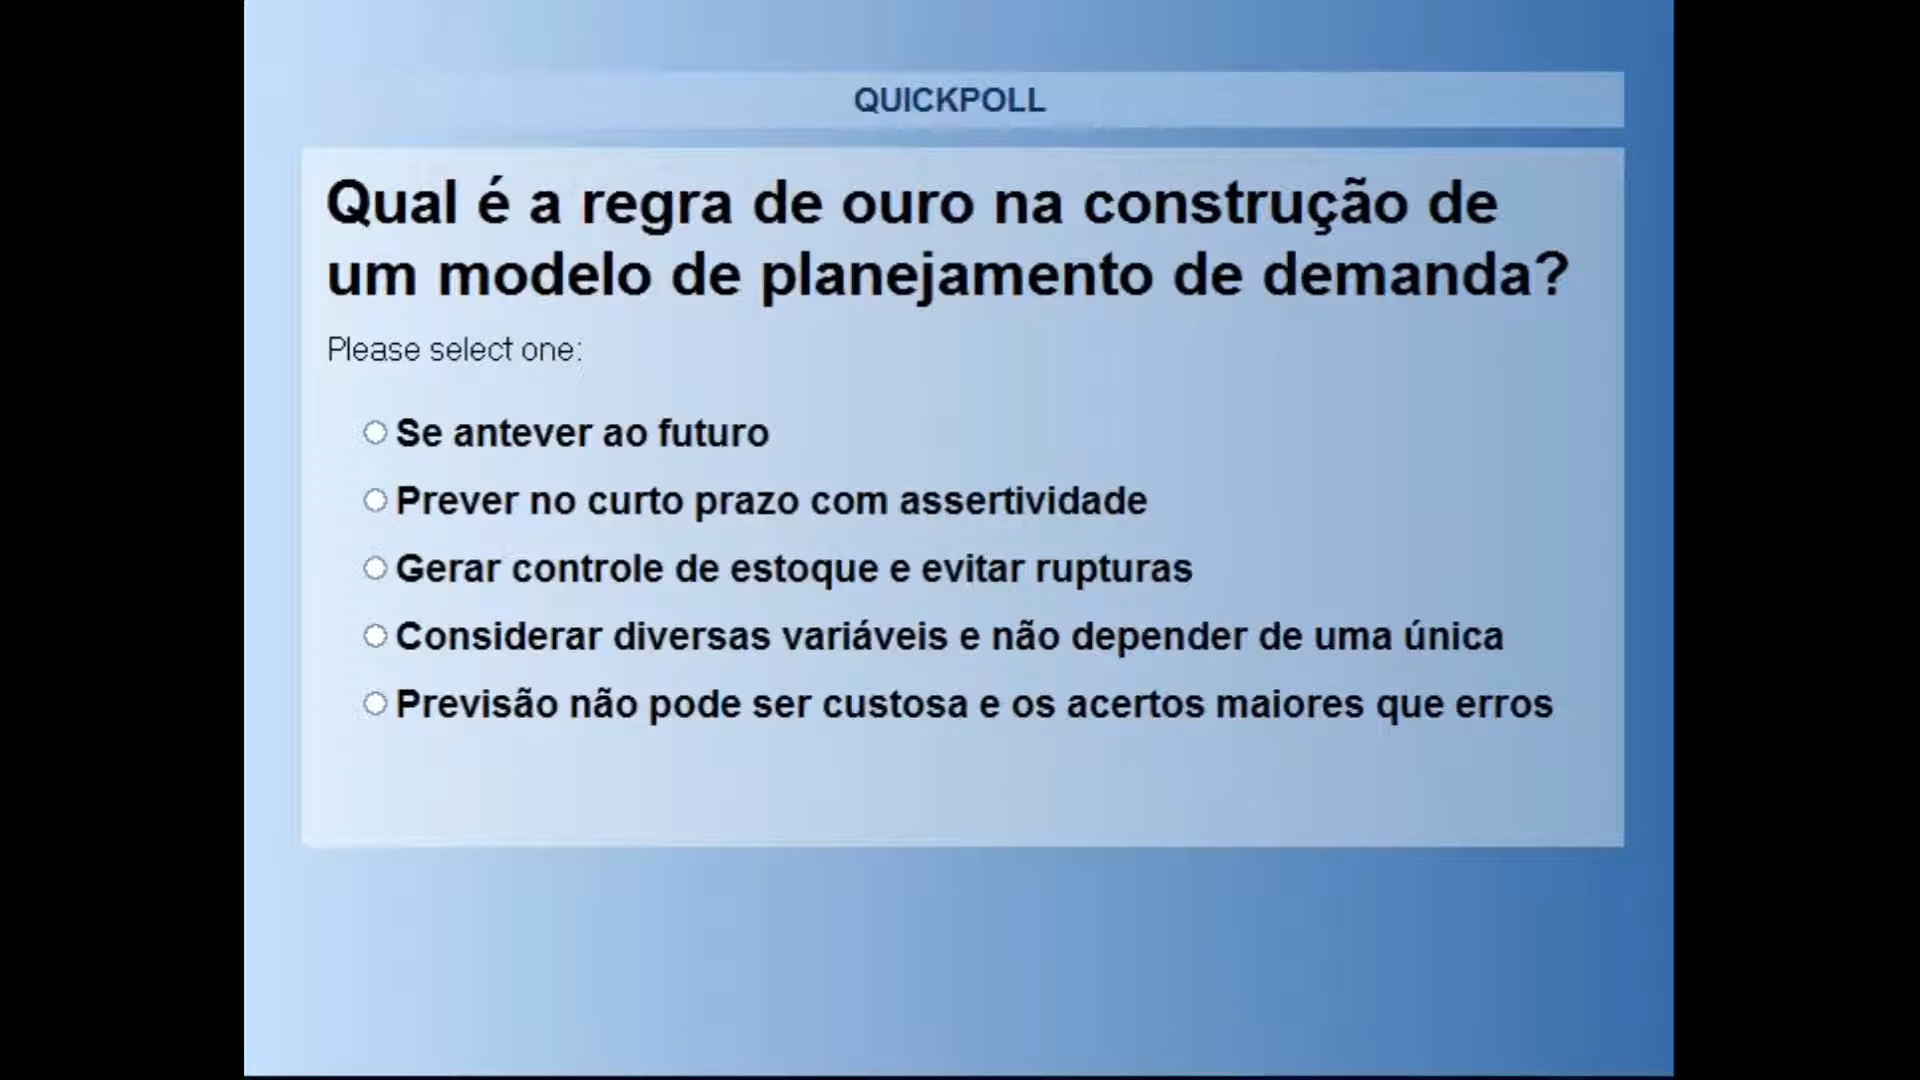 QUICKPOLL
Qual é a regra de ouro na construção de
um modelo de planejamento de demanda?
Please select one:
Se antever ao futuro
Prever no curto prazo com assertividade
Gerar controle de estoque e evitar rupturas
Considerar diversas variáveis e não depender de uma única
Previsão não pode ser custosa e os acertos maiores que erros